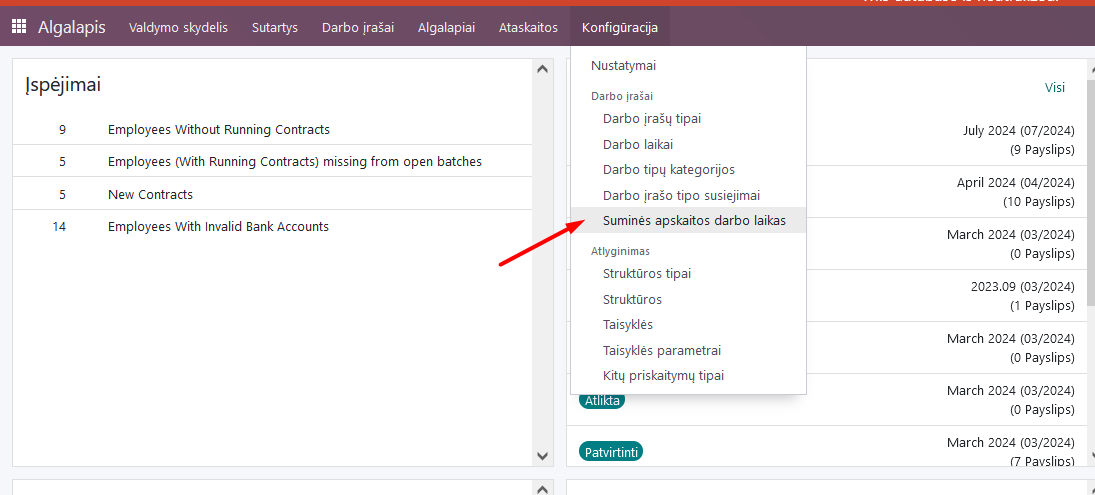 This database is neutralized.
Algalapis Valdymo skydelis Sutartys Darbo įrašai Algalapiai Ataskaitos Konfigūracija
Įspėjimai
9 Employees Without Running Contracts
5 Employees (With Running Contracts) missing from open batches
5 New Contracts
14 Employees With Invalid Bank Accounts
Nustatymai
Darbo įrašai
Darbo įrašų tipai
Darbo laikai
Darbo tipų kategorijos
Darbo įrašo tipo susiejimai
Suminės apskaitos darbo laikas
Atlyginimas
Struktūros tipai
Struktūros
Taisyklės
Taisyklės parametrai
Kitų priskaitymų tipai
Visi
July 2024 (07/2024)
(9 Payslips)
April 2024 (04/2024)
(10 Payslips)
March 2024 (03/2024)
(0 Payslips)
2023.09 (03/2024)
(1 Payslips)
March 2024 (03/2024)
(0 Payslips)
Atlikta
March 2024 (03/2024)
(0 Payslips)
Patvirtinti
March 2024 (03/2024)
(7 Payslips)